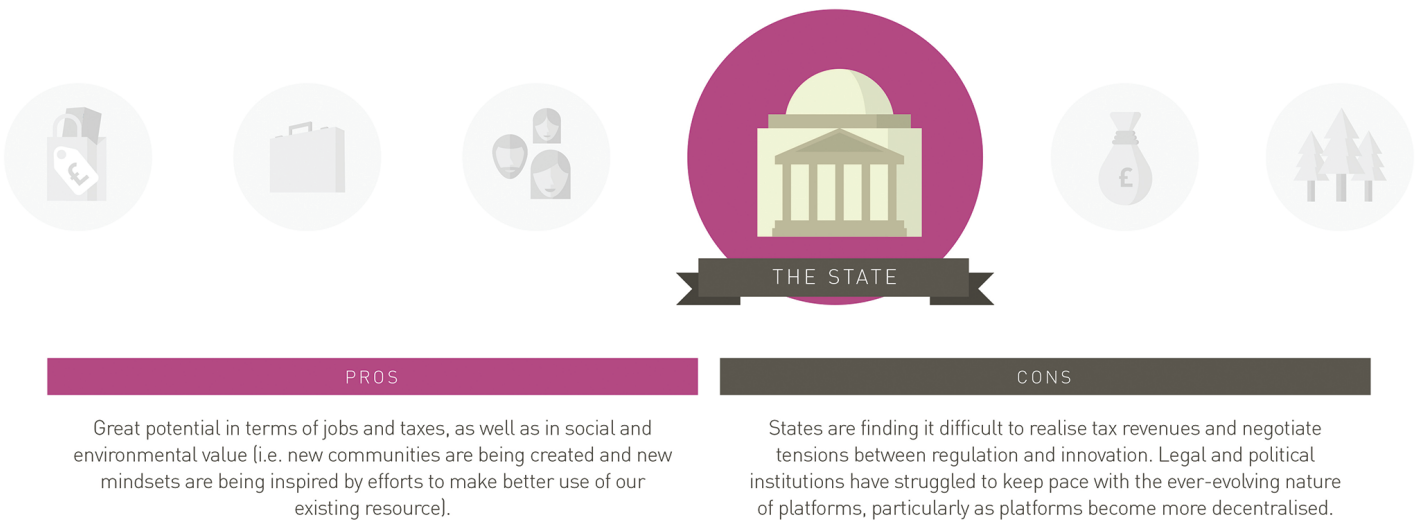 £
£
THE STATE
PROS
Great potential in terms of jobs and taxes, as well as in social and
environmental value (i.e. new communities are being created and new
mindsets are being inspired by efforts to make better use of our
existing resource).
CONS
States are finding it difficult to realise tax revenues and negotiate
tensions between regulation and innovation. Legal and political
institutions have struggled to keep pace with the ever-evolving nature
of platforms, particularly as platforms become more decentralised.